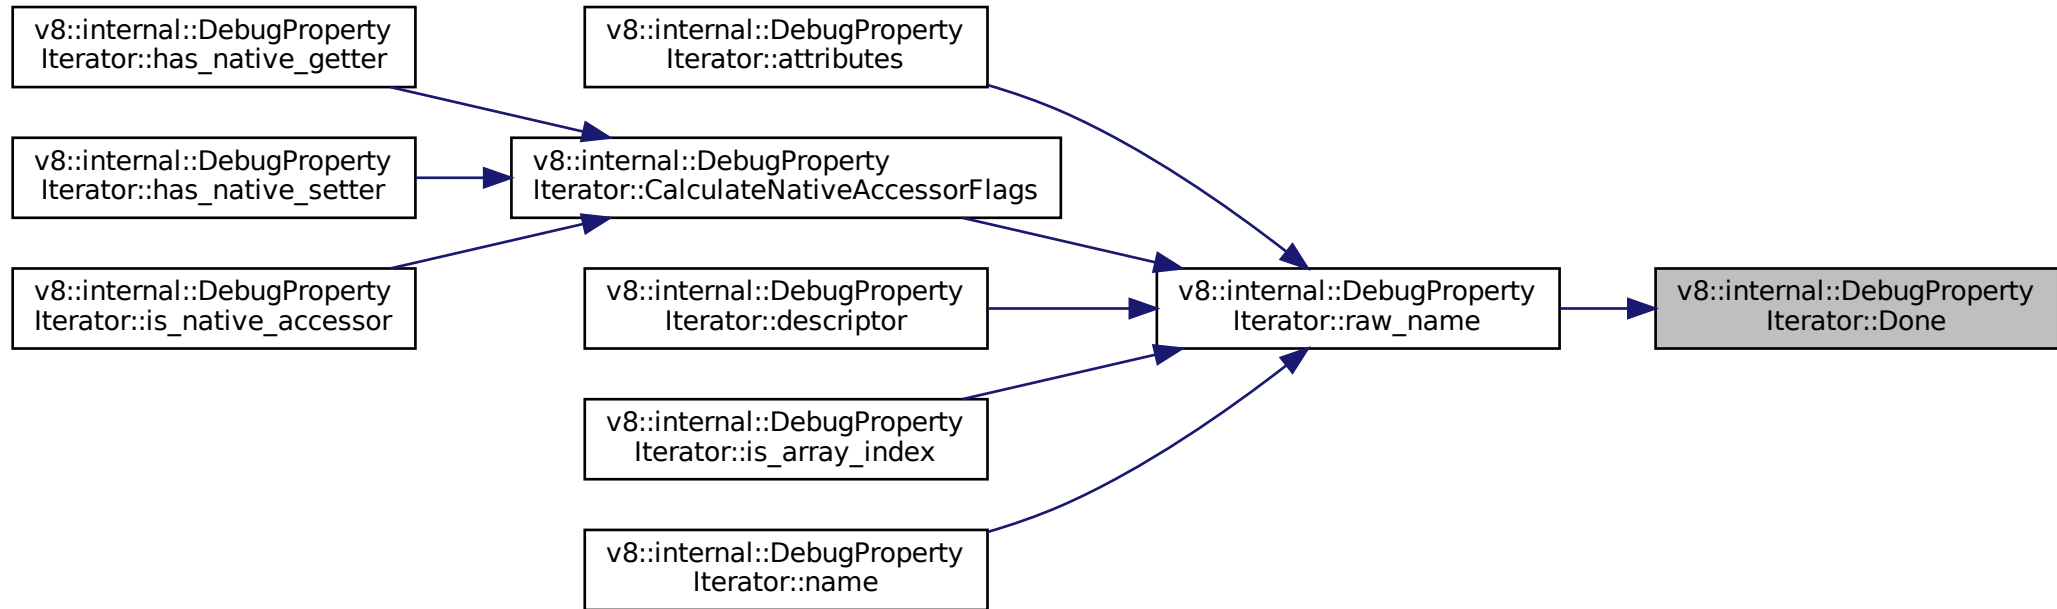 v8::internal::DebugProperty
Iterator::has_native_getter
v8::internal::DebugProperty
Iterator::has_native_setter
v8::internal::DebugProperty
Iterator::is_native_accessor
v8::internal::DebugProperty
Iterator::attributes
v8::internal::DebugProperty
Iterator::CalculateNativeAccessorFlags
v8::internal::DebugProperty
Iterator::descriptor
v8::internal::DebugProperty
Iterator::is_array_index
v8::internal::DebugProperty
Iterator::name
v8::internal::DebugProperty
Iterator::raw_name
v8::internal::DebugProperty
Iterator::Done